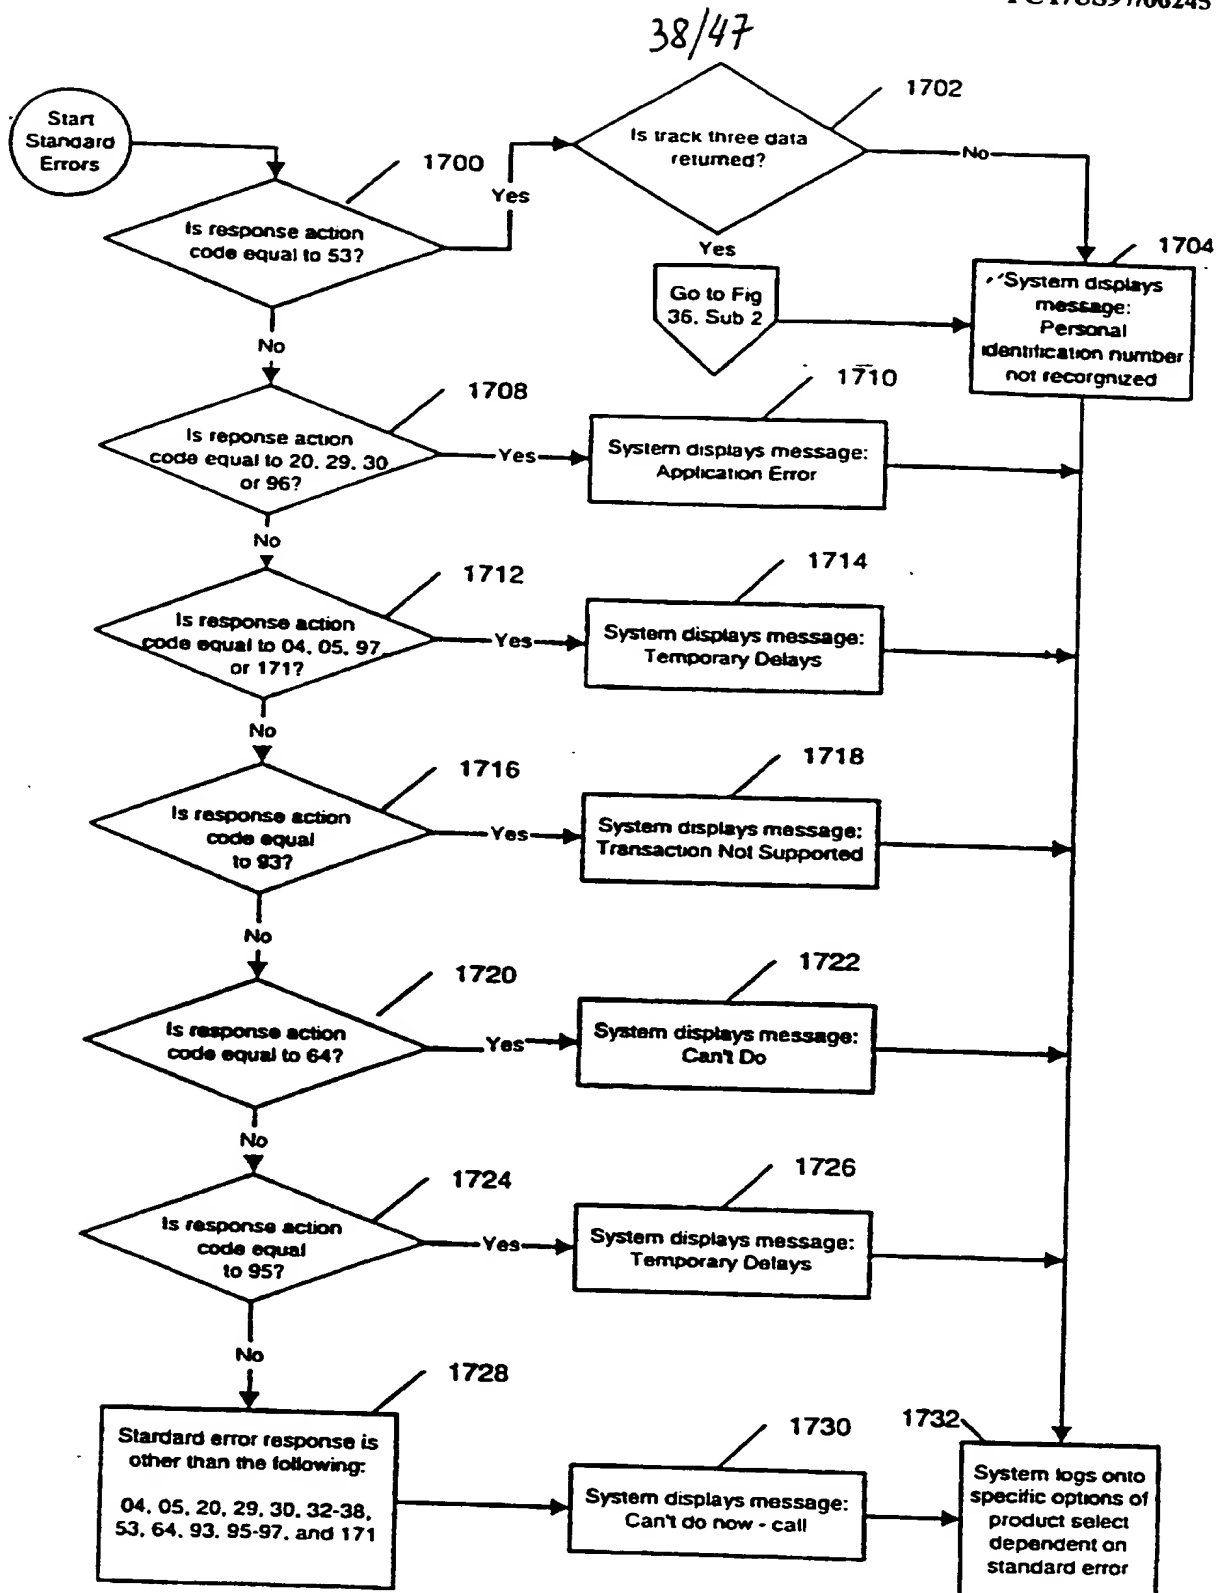 38/47
Start
Standard
Errors
1700
Is response action
code equal to 53?
Yes
No
1702
Is track three data
returned?
No
Yes
Go to Fig
36. Sub 2
1704
System displays
message:
Personal
identification number
not recorgnized
1708
Is reponse action
code equal to 20. 29. 30
or 96?
Yes
No
1710
System displays message:
Application Error
1712
Is response action
code equal to 04. 05. 97
or 171?
Yes
No
1714
System displays message:
Temporary Delays
1716
Is response action
code equal
to 93?
Yes
No
1718
System displays message:
Transaction Not Supported
1720
Is response action
code equal to 64?
Yes
No
1722
System displays message:
Can't Do
1724
Is response action
code equal
to 95?
Yes
No
1726
System displays message:
Temporary Delays
1728
Stardard error response is
other than the following:
04. 05. 20. 29. 30. 32-38,
53. 64. 93. 95-97. and 171
1730
System displays message:
Can't do now - call
1732
System logs onto
specific options of
product select
dependent on
standard error